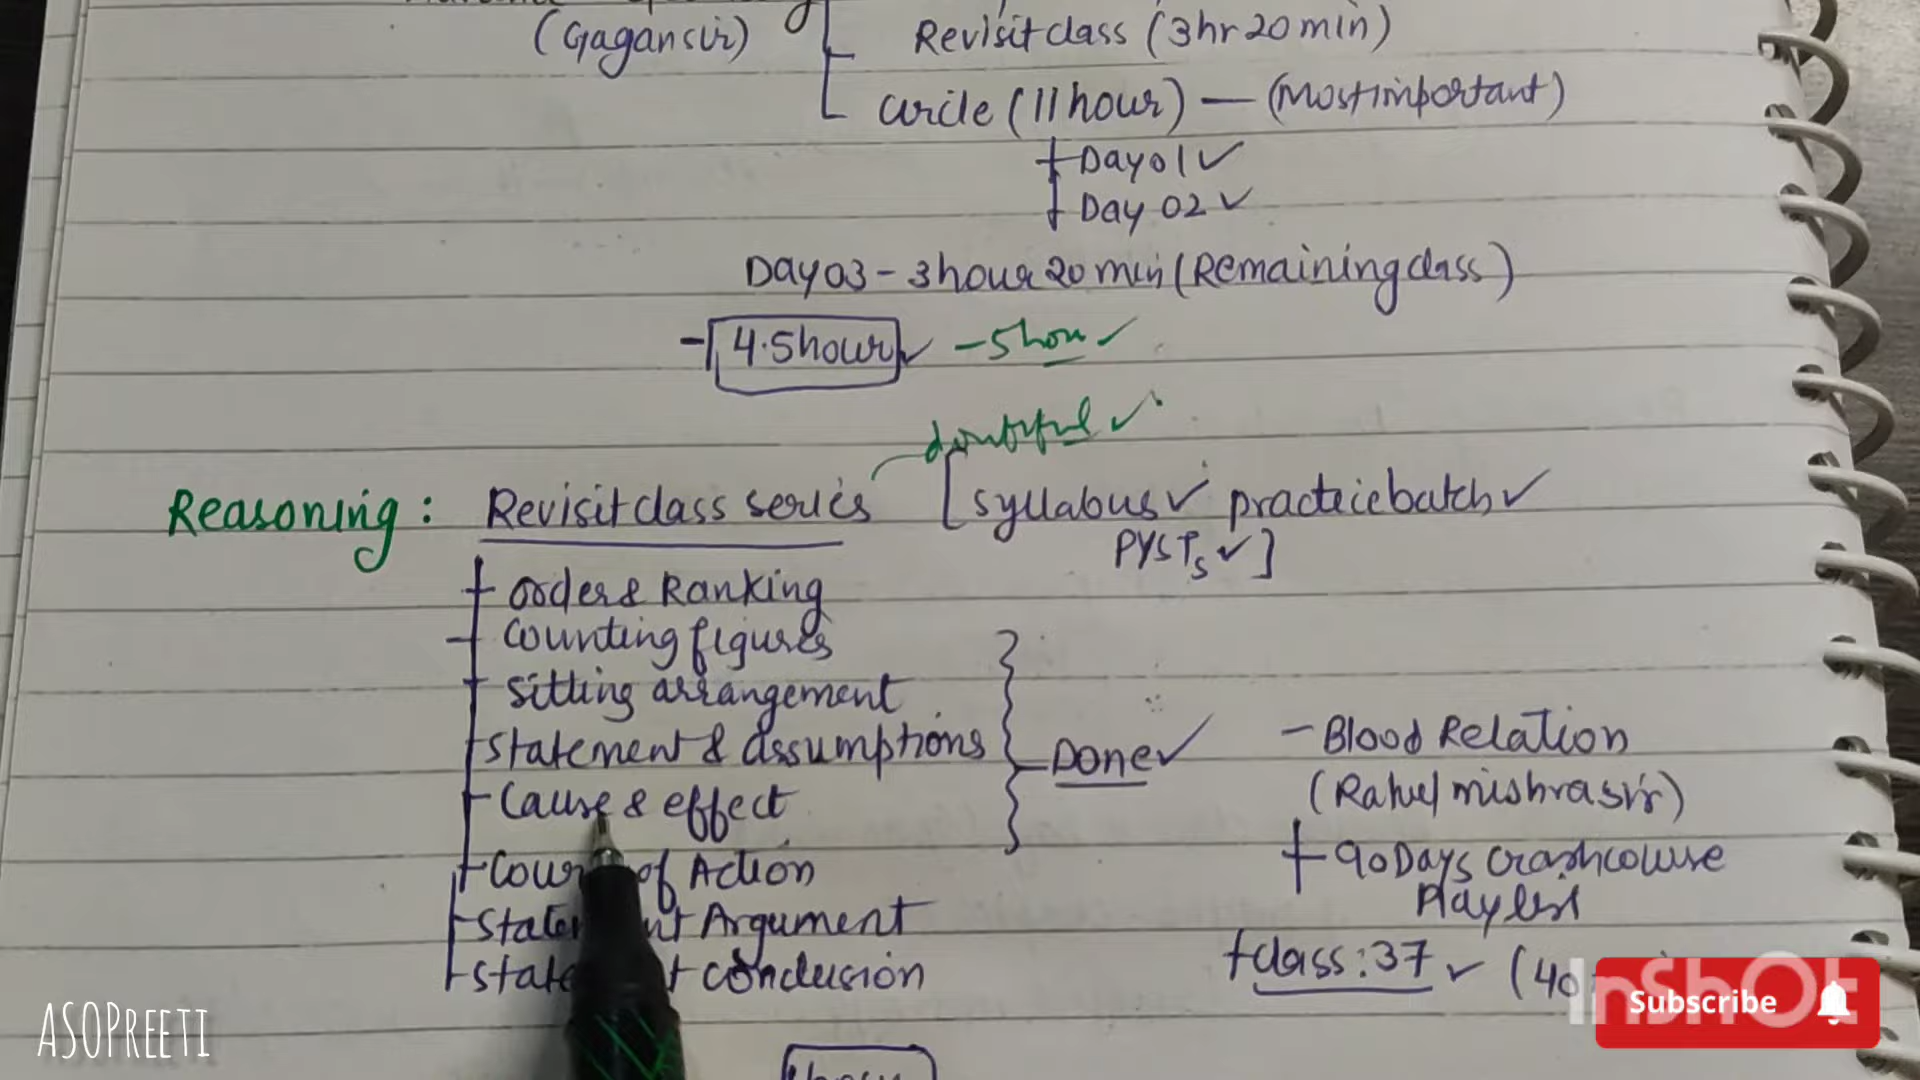 (Gagan sir)
Revisit class (3hr 20 min)
circle (11 hour) — (Most important)
Day 01 ✓
Day 02 ✓
Day 03 - 3 hour 20 min (Remaining class)
- 4.5 hour ✓ - 5 hou ✓
doubtful ✓
Reasoning : Revisit class series [syllabus ✓ practice batch ✓
PYSTs ✓]
order & Ranking
counting figures
sitting arrangement
statement & assumptions
Done ✓
- Blood Relation
Cause & effect
(Rahul mishra sir)
of Action
90 Days crash course
Playlist
Argument
class : 37 ✓ (40
conclusion
InShOt
Subscribe
ASOPREETI